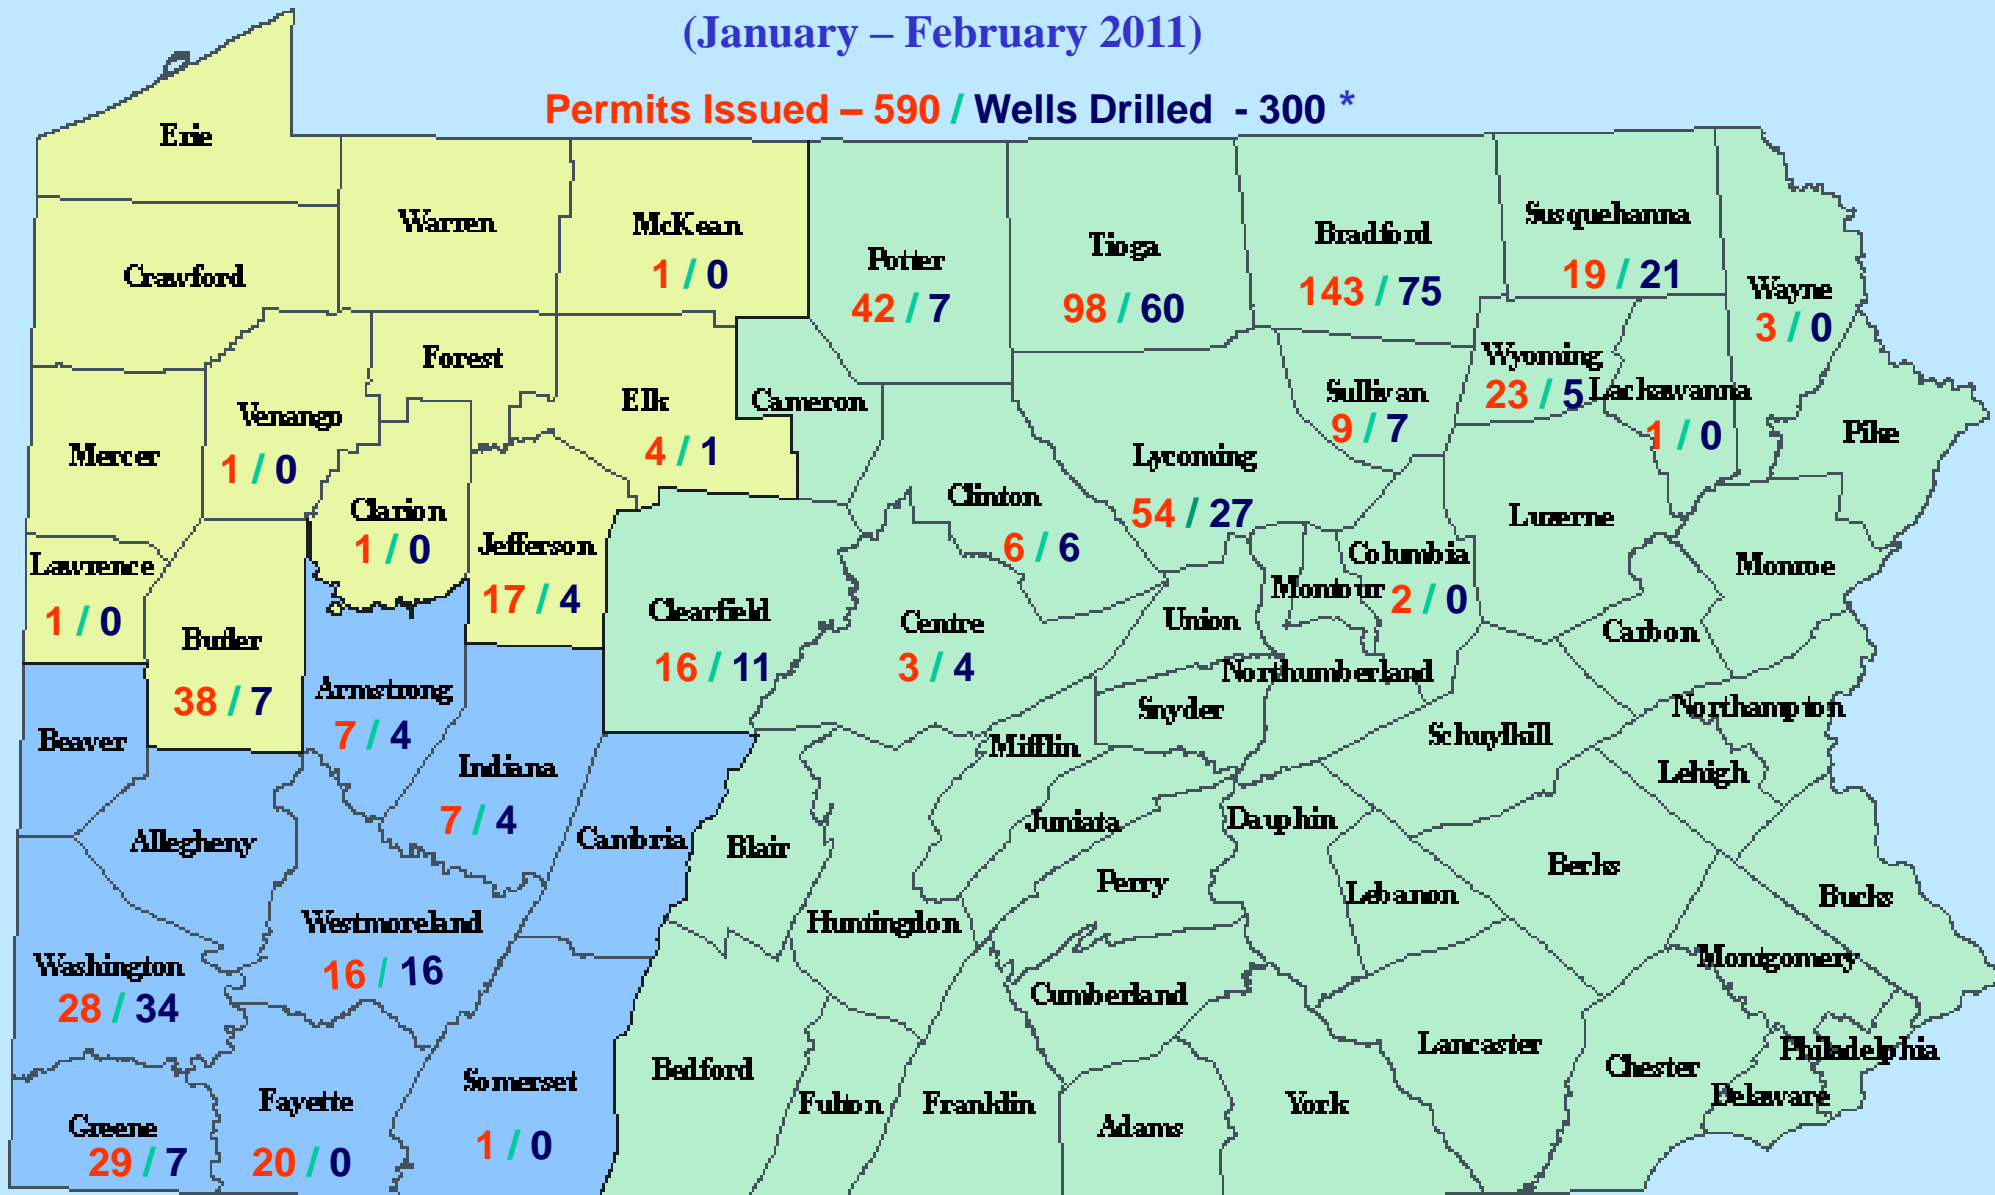 (January – February 2011)
Permits Issued – 590 / Wells Drilled - 300 *
Erie
Warren
McKean
1 / 0
Crawford
Potter
42 / 7
Tioga
98 / 60
Bradford
143 / 75
Susquehanna
19 / 21
Wayne
3 / 0
Forest
Venango
1 / 0
Elk
4 / 1
Cameron
Sullivan
9 / 7
Wyoming
23 / 5
Lackawanna
1 / 0
Pike
Mercer
Clarion
1 / 0
Jefferson
17 / 4
Clinton
6 / 6
Lycoming
54 / 27
Luzerne
Columbia
2 / 0
Monroe
Lawrence
1 / 0
Butler
38 / 7
Clearfield
16 / 11
Centre
3 / 4
Union
Montour
Carbon
Northumberland
Snyder
Armstrong
7 / 4
Beaver
Indiana
7 / 4
Mifflin
Schuylkill
Northampton
Lehigh
Allegheny
Cambria
Blair
Juniata
Dauphin
Perry
Lebanon
Berks
Bucks
Westmoreland
16 / 16
Huntingdon
Washington
28 / 34
Cumberland
Montgomery
Lancaster
Chester
Philadelphia
Delaware
Greene
29 / 7
Fayette
20 / 0
Somerset
1 / 0
Bedford
Fulton
Franklin
Adams
York